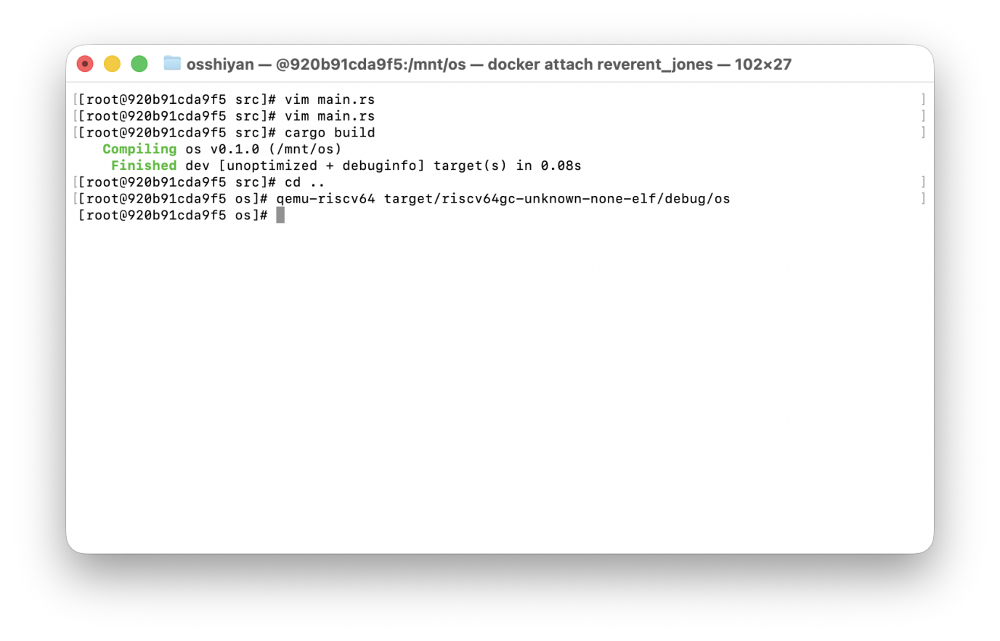 osshiyan — @920b91cda9f5:/mnt/os — docker attach reverent_jones — 102×27
[[root@920b91cda9f5 src]# vim main.rs ]
[[root@920b91cda9f5 src]# vim main.rs ]
[[root@920b91cda9f5 src]# cargo build ]
Compiling os v0.1.0 (/mnt/os)
Finished dev [unoptimized + debuginfo] target(s) in 0.08s
[[root@920b91cda9f5 src]# cd .. ]
[[root@920b91cda9f5 os]# qemu-riscv64 target/riscv64gc-unknown-none-elf/debug/os ]
[root@920b91cda9f5 os]#